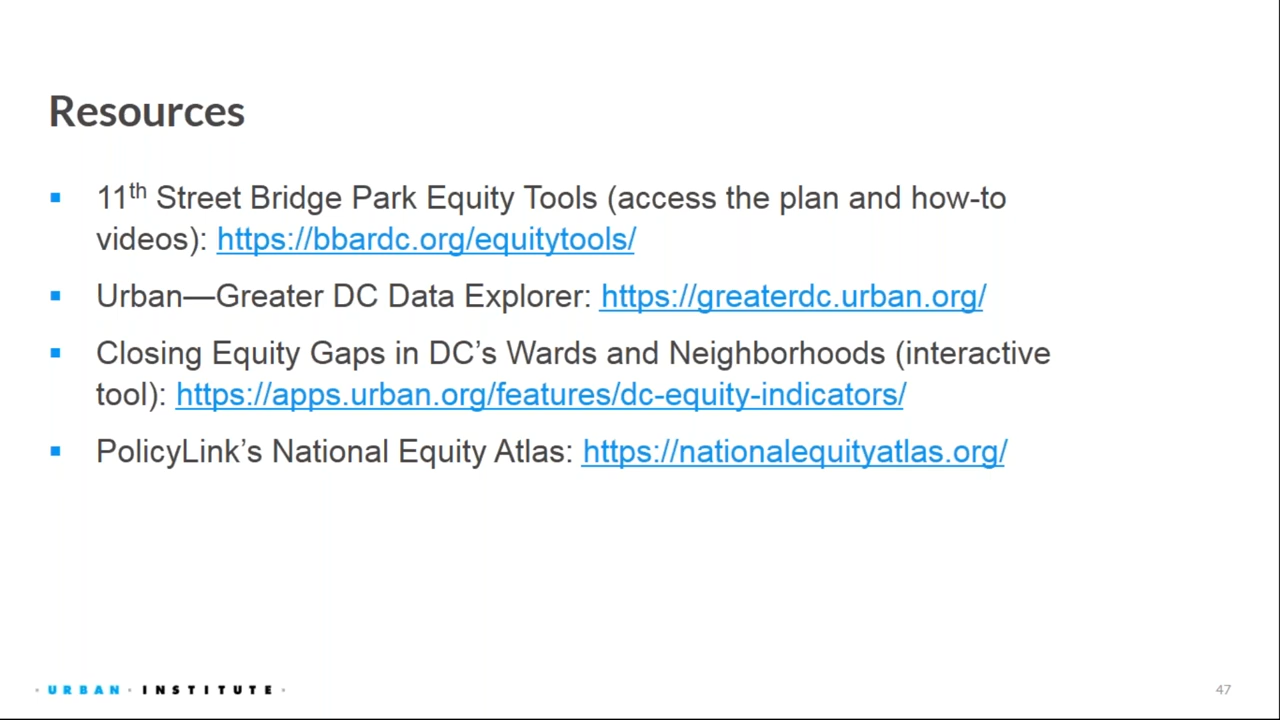 Resources
▪ 11th Street Bridge Park Equity Tools (access the plan and how-to
videos): https://bbardc.org/equitytools/
▪ Urban—Greater DC Data Explorer: https://greaterdc.urban.org/
▪ Closing Equity Gaps in DC’s Wards and Neighborhoods (interactive
tool): https://apps.urban.org/features/dc-equity-indicators/
▪ PolicyLink’s National Equity Atlas: https://nationalequityatlas.org/
· URBAN · INSTITUTE ·
47